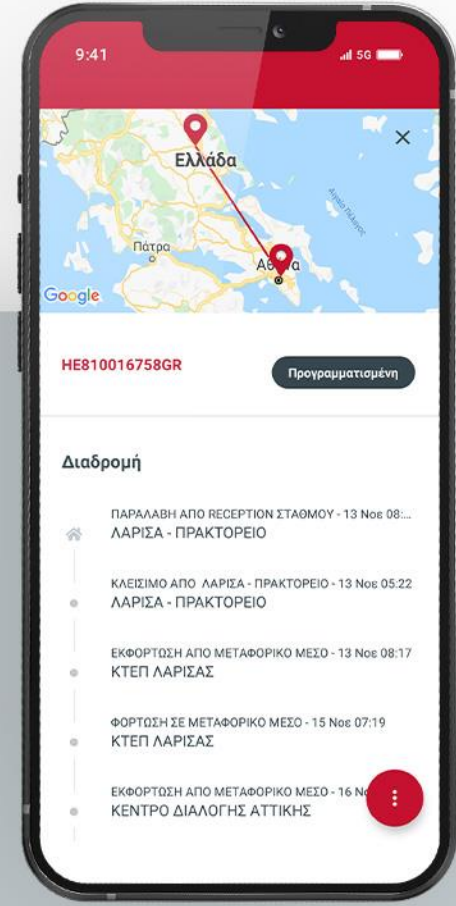 9:41
5G
Ελλάδα
Αιγαίο Πέλαγος
Πάτρα
Google
HE810016758GR
Προγραμματισμένη
Διαδρομή
ΠΑΡΑΛΑΒΗ ΑΠΟ RECEPTION ΣΤΑΘΜΟΥ - 13 Νοε 08:...
ΛΑΡΙΣΑ - ΠΡΑΚΤΟΡΕΙΟ
ΚΛΕΙΣΙΜΟ ΑΠΟ ΛΑΡΙΣΑ - ΠΡΑΚΤΟΡΕΙΟ - 13 Νοε 05:22
ΛΑΡΙΣΑ - ΠΡΑΚΤΟΡΕΙΟ
ΕΚΦΟΡΤΩΣΗ ΑΠΟ ΜΕΤΑΦΟΡΙΚΟ ΜΕΣΟ - 13 Νοε 08:17
ΚΤΕΠ ΛΑΡΙΣΑΣ
ΦΟΡΤΩΣΗ ΣΕ ΜΕΤΑΦΟΡΙΚΟ ΜΕΣΟ - 15 Νοε 07:19
ΚΤΕΠ ΛΑΡΙΣΑΣ
ΕΚΦΟΡΤΩΣΗ ΑΠΟ ΜΕΤΑΦΟΡΙΚΟ ΜΕΣΟ - 16
ΚΕΝΤΡΟ ΔΙΑΛΟΓΗΣ ΑΤΤΙΚΗΣ